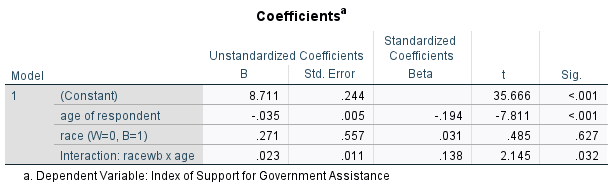 Coefficientsa
Unstandardized Coefficients Standardized Coefficients
Model B Std. Error Beta t Sig.
1 (Constant) 8.711 .244 35.666 <.001
age of respondent -.035 .005 -.194 -7.811 <.001
race (W=0, B=1) .271 .557 .031 .485 .627
Interaction: racewb x age .023 .011 .138 2.145 .032
a. Dependent Variable: Index of Support for Government Assistance